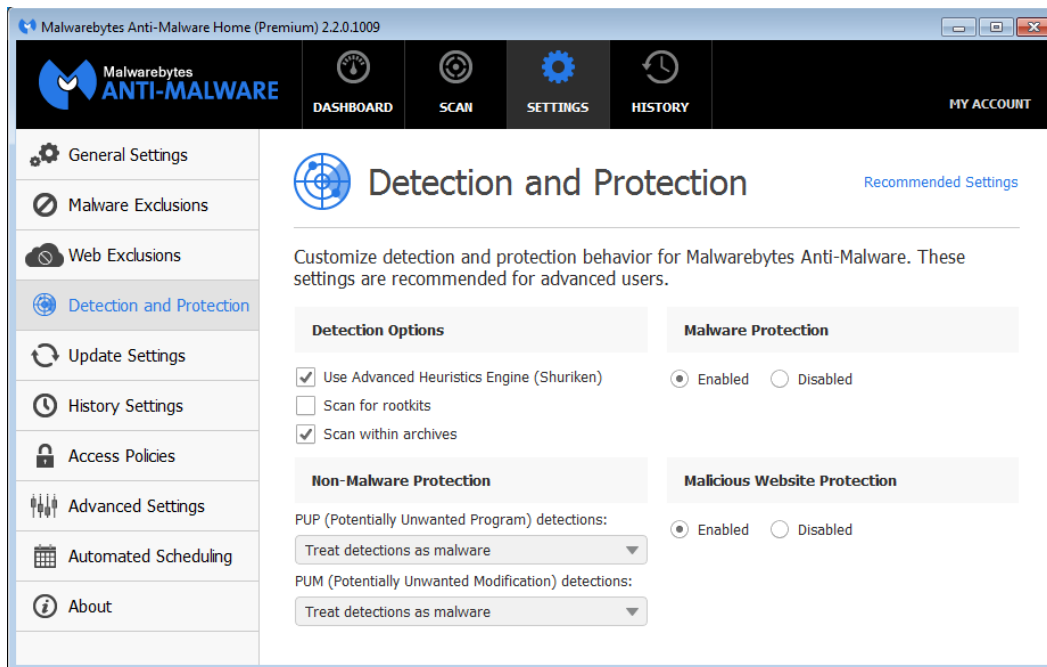 Malwarebytes Anti-Malware Home (Premium) 2.2.0.1009
Malwarebytes
ANTI-MALWARE
DASHBOARD
SCAN
SETTINGS
HISTORY
MY ACCOUNT
General Settings
Malware Exclusions
Web Exclusions
Detection and Protection
Update Settings
History Settings
Access Policies
Advanced Settings
Automated Scheduling
About
Detection and Protection
Recommended Settings
Customize detection and protection behavior for Malwarebytes Anti-Malware. These
settings are recommended for advanced users.
Detection Options
Use Advanced Heuristics Engine (Shuriken)
Scan for rootkits
Scan within archives
Malware Protection
Enabled
Disabled
Non-Malware Protection
PUP (Potentially Unwanted Program) detections:
Treat detections as malware
PUM (Potentially Unwanted Modification) detections:
Treat detections as malware
Malicious Website Protection
Enabled
Disabled